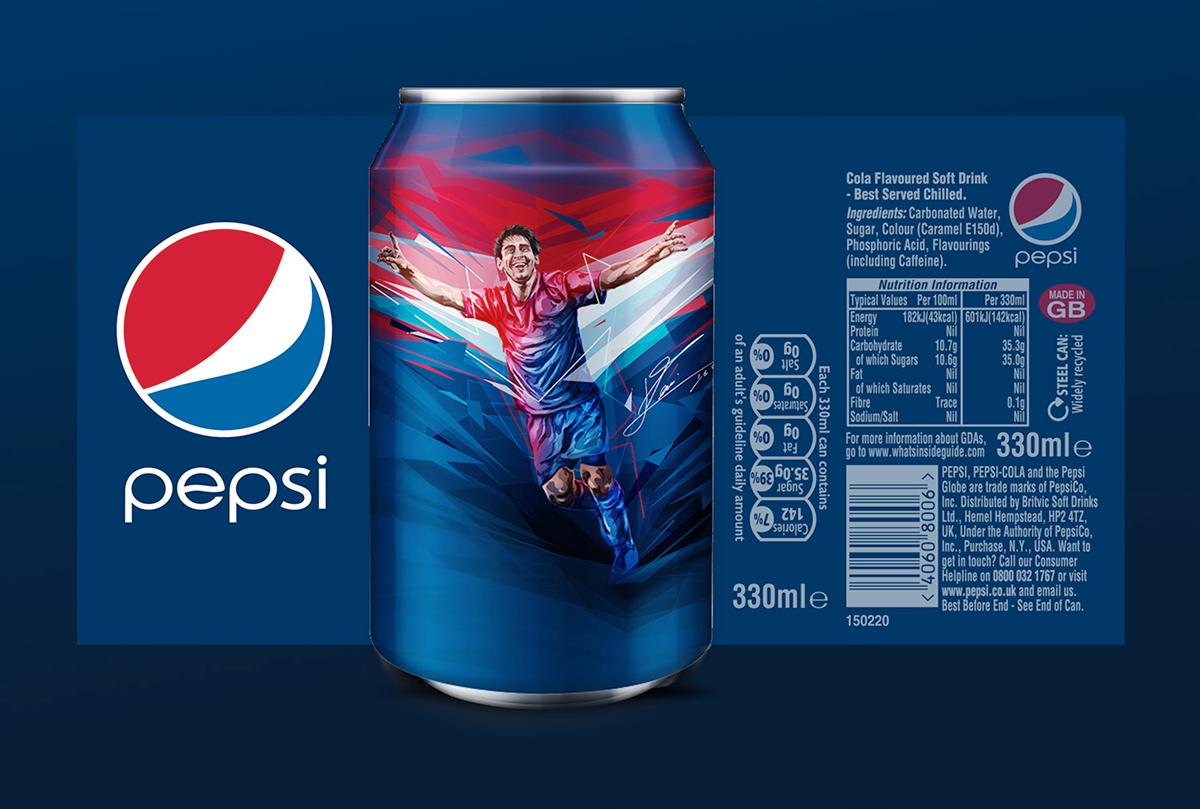 pepsi
Each 330ml can contains
Calories
142
7%
Sugar
35.0g
39%
Fat
0g
0%
Saturates
0g
0%
Salt
0g
0%
of an adult's guideline daily amount
330ml e
Cola Flavoured Soft Drink
- Best Served Chilled.
Ingredients: Carbonated Water,
Sugar, Colour (Caramel E150d),
Phosphoric Acid, Flavourings
(including Caffeine).
pepsi
Nutrition Information
Typical Values Per 100ml Per 330ml
Energy 182kJ(43kcal) 601kJ(142kcal)
Protein Nil Nil
Carbohydrate 10.7g 35.3g
of which Sugars 10.6g 35.0g
Fat Nil Nil
of which Saturates Nil Nil
Fibre Trace 0.1g
Sodium/Salt Nil Nil
MADE IN
GB
STEEL CAN:
Widely recycled
For more information about GDAs,
go to www.whatsinsideguide.com
330ml e
< 4060 8006 >
150220
PEPSI, PEPSI-COLA and the Pepsi
Globe are trade marks of PepsiCo,
Inc. Distributed by Britvic Soft Drinks
Ltd., Hemel Hempstead, HP2 4TZ,
UK, Under the Authority of PepsiCo,
Inc., Purchase, N.Y., USA. Want to
get in touch? Call our Consumer
Helpline on 0800 032 1767 or visit
www.pepsi.co.uk and email us.
Best Before End - See End of Can.